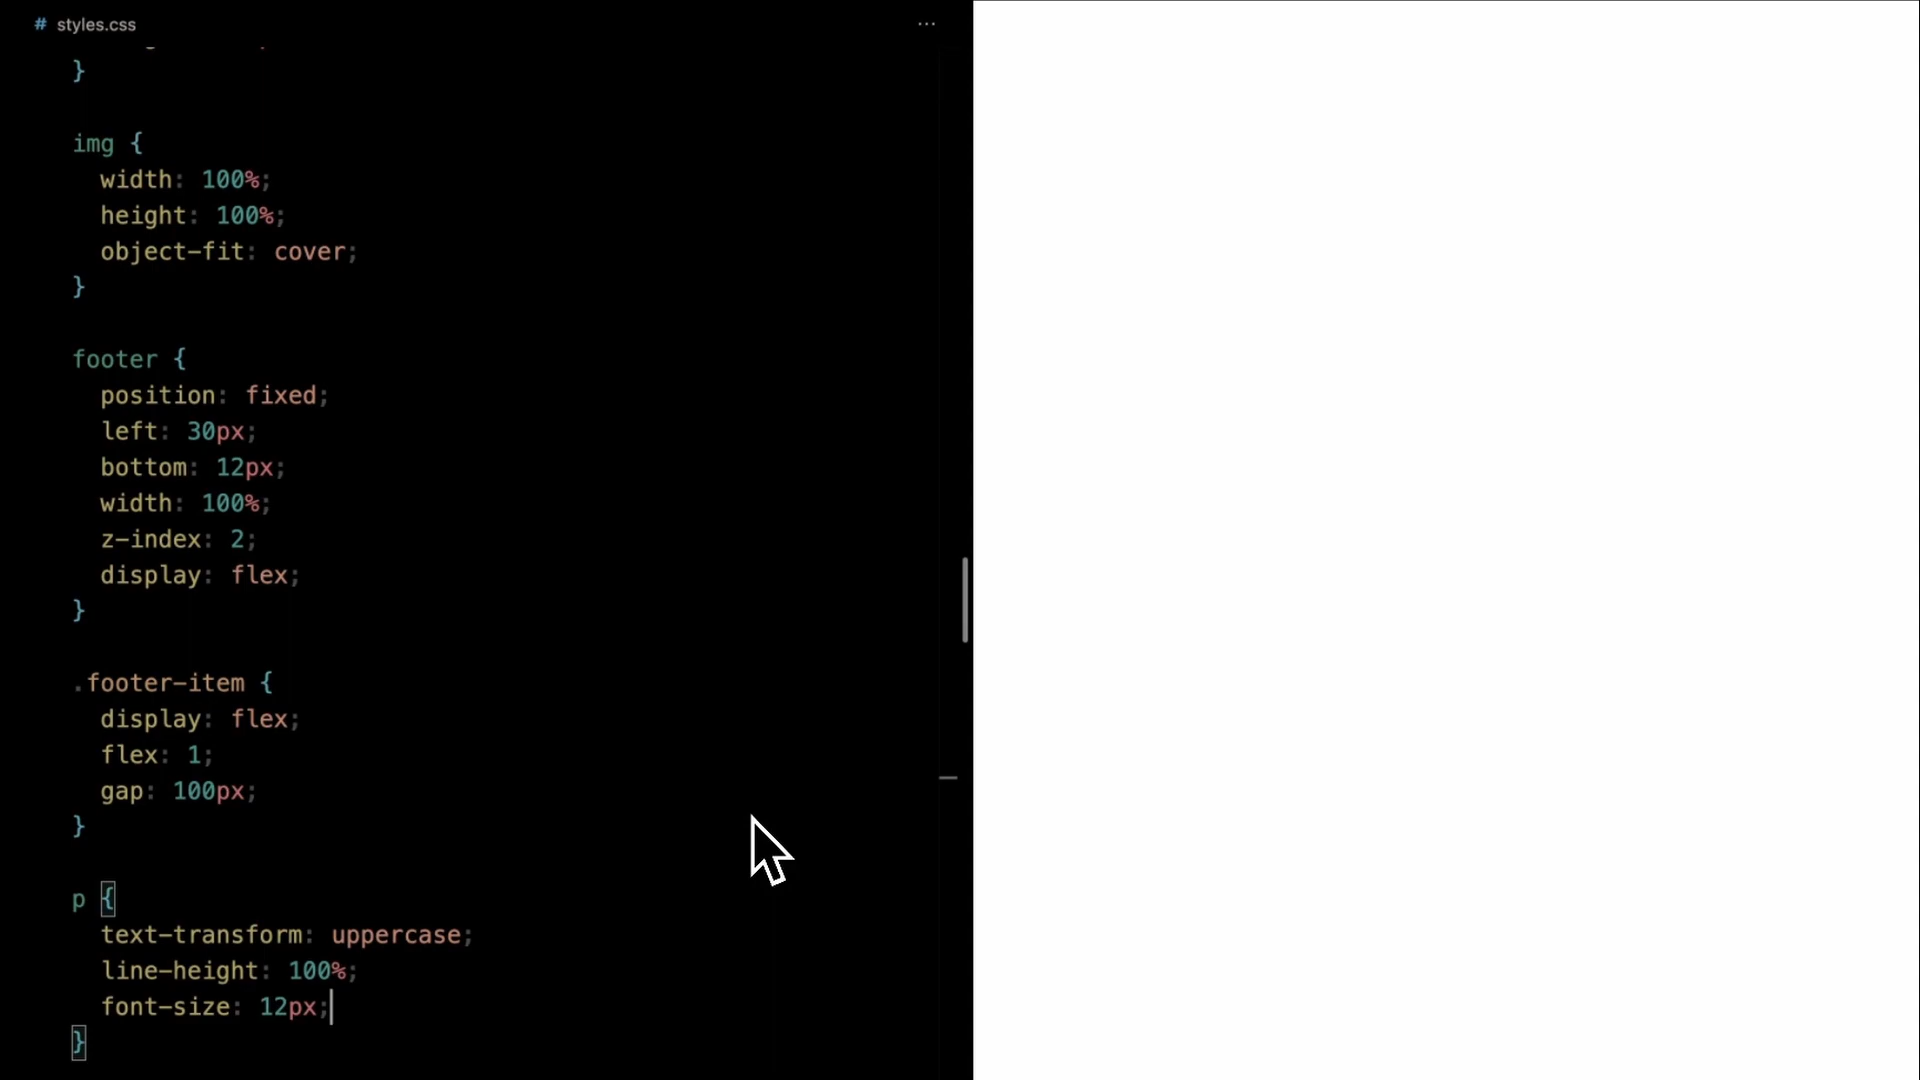 # styles.css ...
}
img {
width: 100%;
height: 100%;
object-fit: cover;
}
footer {
position: fixed;
left: 30px;
bottom: 12px;
width: 100%;
z-index: 2;
display: flex;
}
.footer-item {
display: flex;
flex: 1;
gap: 100px;
}
p {
text-transform: uppercase;
line-height: 100%;
font-size: 12px;
}